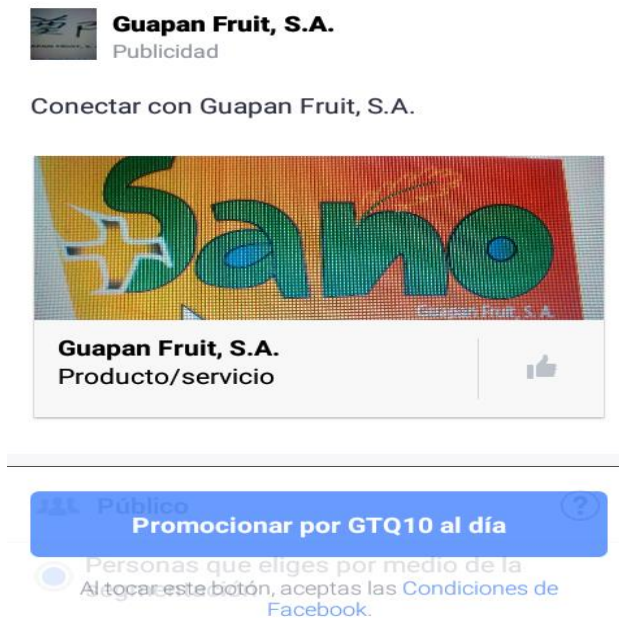 Guapan Fruit, S.A.
Publicidad
Conectar con Guapan Fruit, S.A.
Sano
Guapan Fruit, S.A.
Guapan Fruit, S.A.
Producto/servicio
Público
?
Promocionar por GTQ10 al día
Personas que eliges por medio de la
segmentación
Al tocar este botón, aceptas las Condiciones de
Facebook.